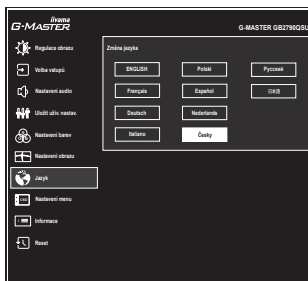 iiyama
G-MASTER
G-MASTER GB2790QSU
Regulace obrazu
Volba vstupů
Nastavení audio
Uložit uživ. nastav.
Nastavení barev
Nastavení obrazu
Jazyk
Nastavení menu
Informace
Reset
Změna jazyka
ENGLISH
Polski
Русский
Français
Español
日本語
Deutsch
Nederlands
Italiano
Česky
OSD